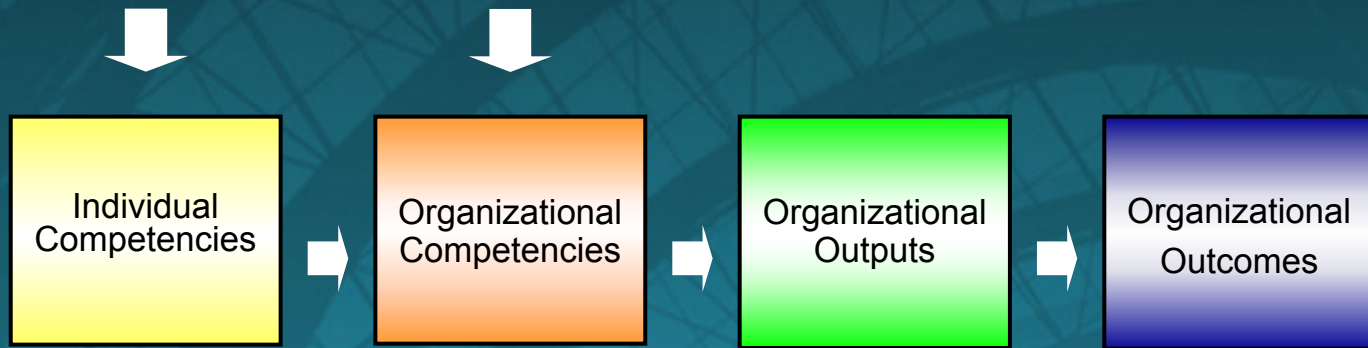 Individual
Competencies
Organizational
Competencies
Organizational
Outputs
Organizational
Outcomes